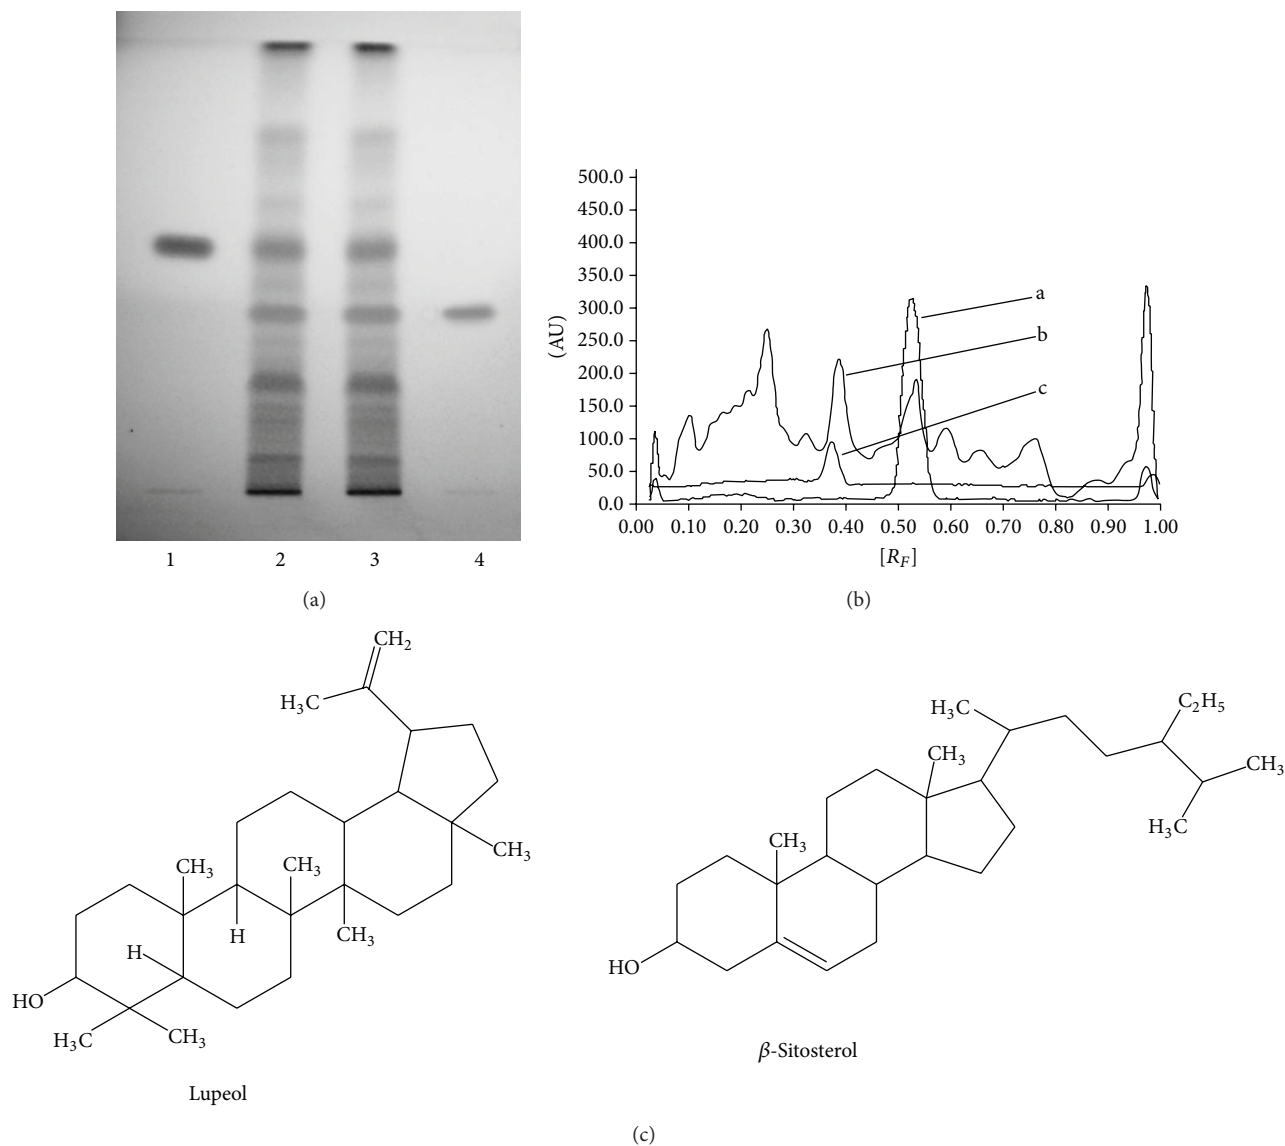 1 2 3 4
(a)
500.0
450.0
400.0
350.0
300.0
250.0
200.0
150.0
100.0
50.0
0.0
(AU)
a
b
c
0.00 0.10 0.20 0.30 0.40 0.50 0.60 0.70 0.80 0.90 1.00
[R_F]
(b)
CH₂
H₃C
CH₃
CH₃
CH₃
H
CH₃
H
HO
H₃C
CH₃
Lupeol
H₃C
C₂H₅
CH₃
CH₃
H₃C
CH₃
HO
β-Sitosterol
(c)